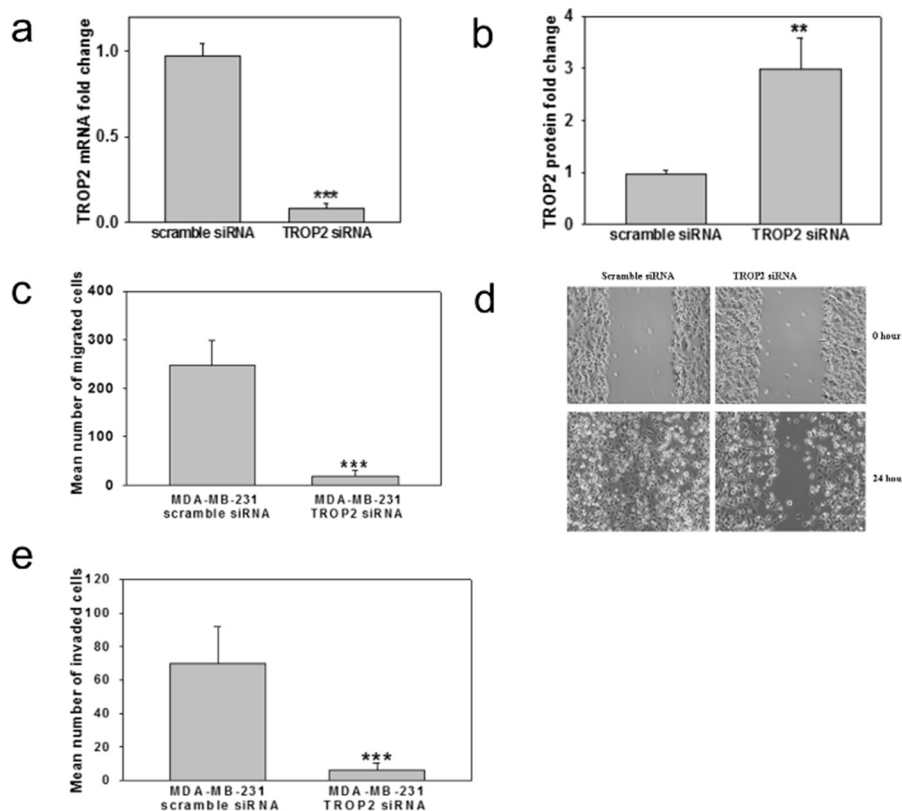 a
TROP2 mRNA fold change
1.0
0.5
0.0
***
scramble siRNA TROP2 siRNA
b
TROP2 protein fold change
4
3
2
1
0
**
scramble siRNA TROP2 siRNA
c
Mean number of migrated cells
400
300
200
100
0
***
MDA-MB-231 MDA-MB-231
scramble siRNA TROP2 siRNA
d
Scramble siRNA TROP2 siRNA
0 hour
24 hou
e
Mean number of invaded cells
120
100
80
60
40
20
0
***
MDA-MB-231 MDA-MB-231
scramble siRNA TROP2 siRNA